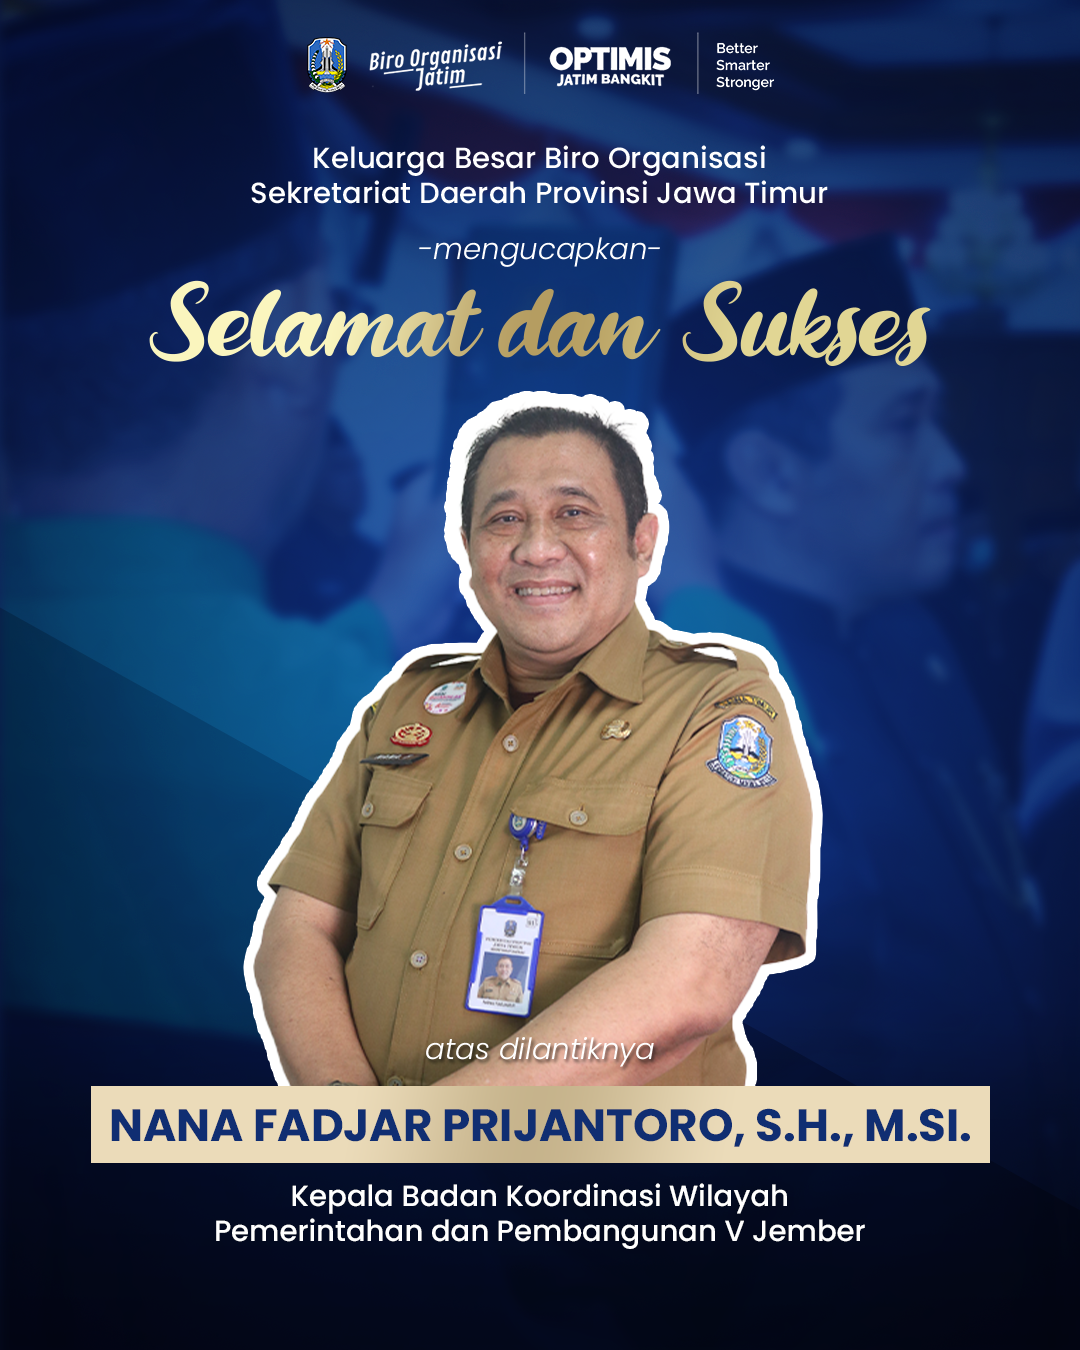 Biro Organisasi
Jatim
OPTIMIS
JATIM BANGKIT
Better
Smarter
Stronger
Keluarga Besar Biro Organisasi
Sekretariat Daerah Provinsi Jawa Timur
-mengucapkan-
Selamat dan Sukses
atas dilantiknya
NANA FADJAR PRIJANTORO, S.H., M.SI.
Kepala Badan Koordinasi Wilayah
Pemerintahan dan Pembangunan V Jember